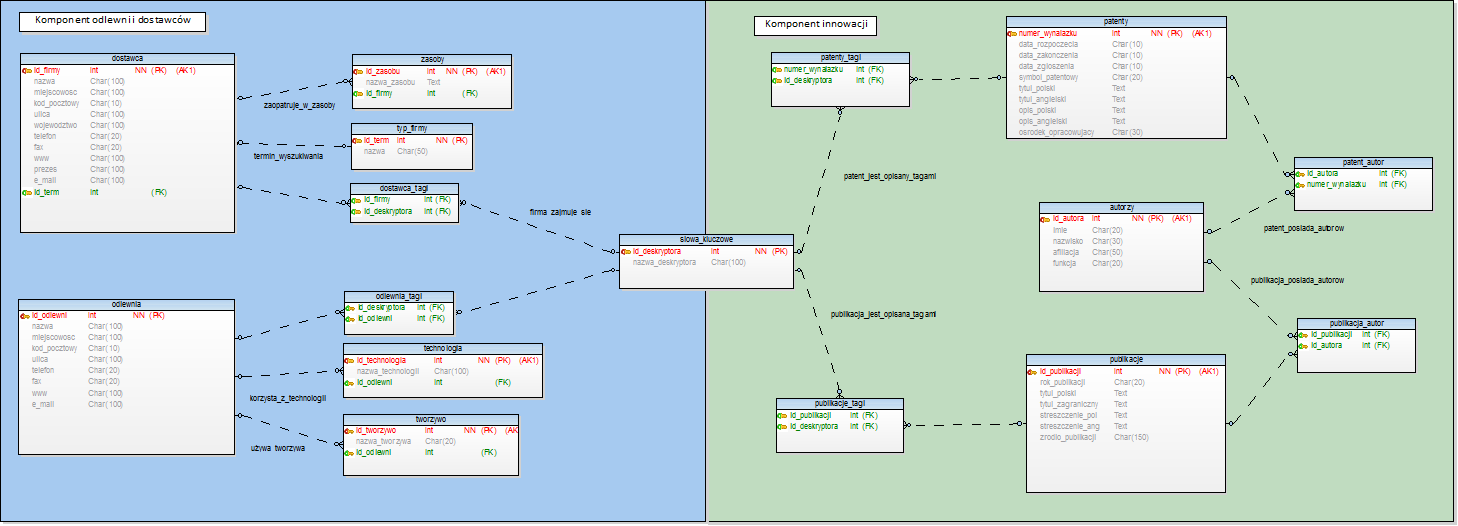 Komponent odlewni i dostawców
dostawca
id_firmy Int NN (PK) (AK1)
nazwa Char(100)
miejscowosc Char(100)
kod_pocztowy Char(10)
ulica Char(100)
wojewodztwo Char(100)
telefon Char(20)
fax Char(20)
www Char(100)
prezes Char(100)
e_mail Char(100)
id_term Int (FK)
zaopatruje_w_zasoby
termin_wyszukiwania
zasoby
id_zasobu Int NN (PK) (AK1)
nazwa_zasobu Text
id_firmy Int (FK)
typ_firmy
id_term Int NN (PK)
nazwa Char(50)
dostawca_tagi
id_firmy Int (FK)
id_deskryptora Int (FK)
firma_zajmuje_sie
slowa_kluczowe
id_deskryptora Int NN (PK)
nazwa_deskryptora Char(100)
odlewnia
id_odlewni Int NN (PK)
nazwa Char(100)
miejscowosc Char(100)
kod_pocztowy Char(10)
ulica Char(100)
telefon Char(20)
fax Char(20)
www Char(100)
e_mail Char(100)
korzysta_z_technologii
używa_tworzywa
odlewnia_tagi
id_deskryptora Int (FK)
id_odlewni Int (FK)
technologia
id_technologia Int NN (PK) (AK1)
nazwa_technologii Char(100)
id_odlewni Int (FK)
tworzywo
id_tworzywo Int NN (PK) (AK
nazwa_tworzywa Char(20)
id_odlewni Int (FK)
Komponent innowacji
patenty_tagi
numer_wynalazku Int (FK)
id_deskryptora Int (FK)
patenty
numer_wynalazku Int NN (PK) (AK1)
data_rozpoczecia Char(10)
data_zakonczenia Char(10)
data_zgloszenia Char(10)
symbol_patentowy Char(20)
tytul_polski Text
tytul_angielski Text
opis_polski Text
opis_angielski Text
osrodek_opracowujacy Char(30)
patent_jest_opisany_tagami
patent_autor
id_autora Int (FK)
numer_wynalazku Int (FK)
patent_posiada_autorow
autorzy
id_autora Int NN (PK) (AK1)
imie Char(20)
nazwisko Char(30)
afiliacja Char(50)
funkcja Char(20)
publikacja_posiada_autorow
publikacja_jest_opisana_tagami
publikacja_autor
id_publikacji Int (FK)
id_autora Int (FK)
publikacje
id_publikacji Int NN (PK) (AK1)
rok_publikacji Char(20)
tytul_polski Text
tytul_zagraniczny Text
streszczenie_pol Text
streszczenie_ang Text
zrodlo_publikacji Char(150)
publikacje_tagi
id_publikacji Int (FK)
id_deskryptora Int (FK)